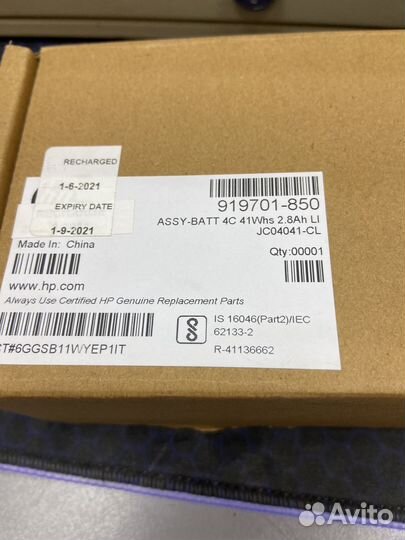 RECHARGED
1-6-2021
EXPIRY DATE
1-9-2021
919701-850
ASSY-BATT 4C 41Whs 2.8Ah LI
JC04041-CL
Made In: China
Qty:00001
www.hp.com
Always Use Certified HP Genuine Replacement Parts
IS 16046(Part2)/IEC
62133-2
R-41136662
CT#6GGSB11WYEP1IT
Avito